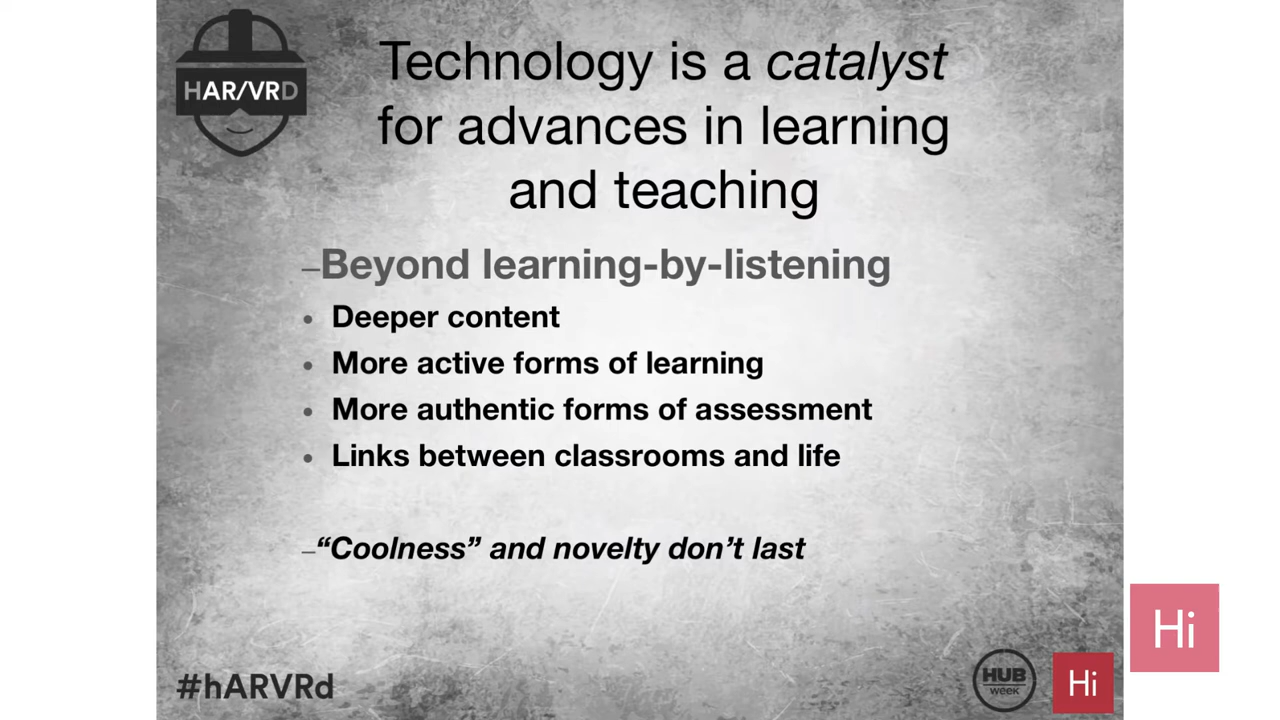 HAR/VRD
Technology is a catalyst
for advances in learning
and teaching
–Beyond learning-by-listening
• Deeper content
• More active forms of learning
• More authentic forms of assessment
• Links between classrooms and life
–“Coolness” and novelty don’t last
#hARVRd
HUB
week
Hi
Hi